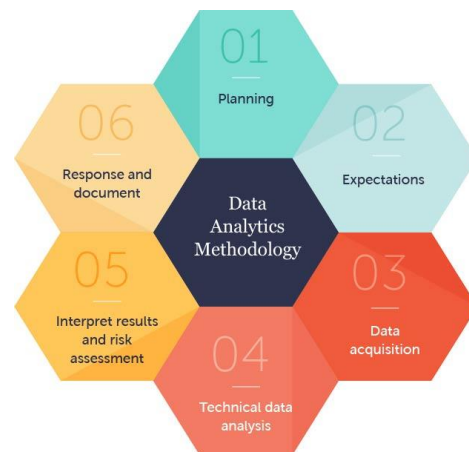 01
Planning
02
Expectations
03
Data
acquisition
04
Technical data
analysis
05
Interpret results
and risk
assessment
06
Response and
document
Data
Analytics
Methodology